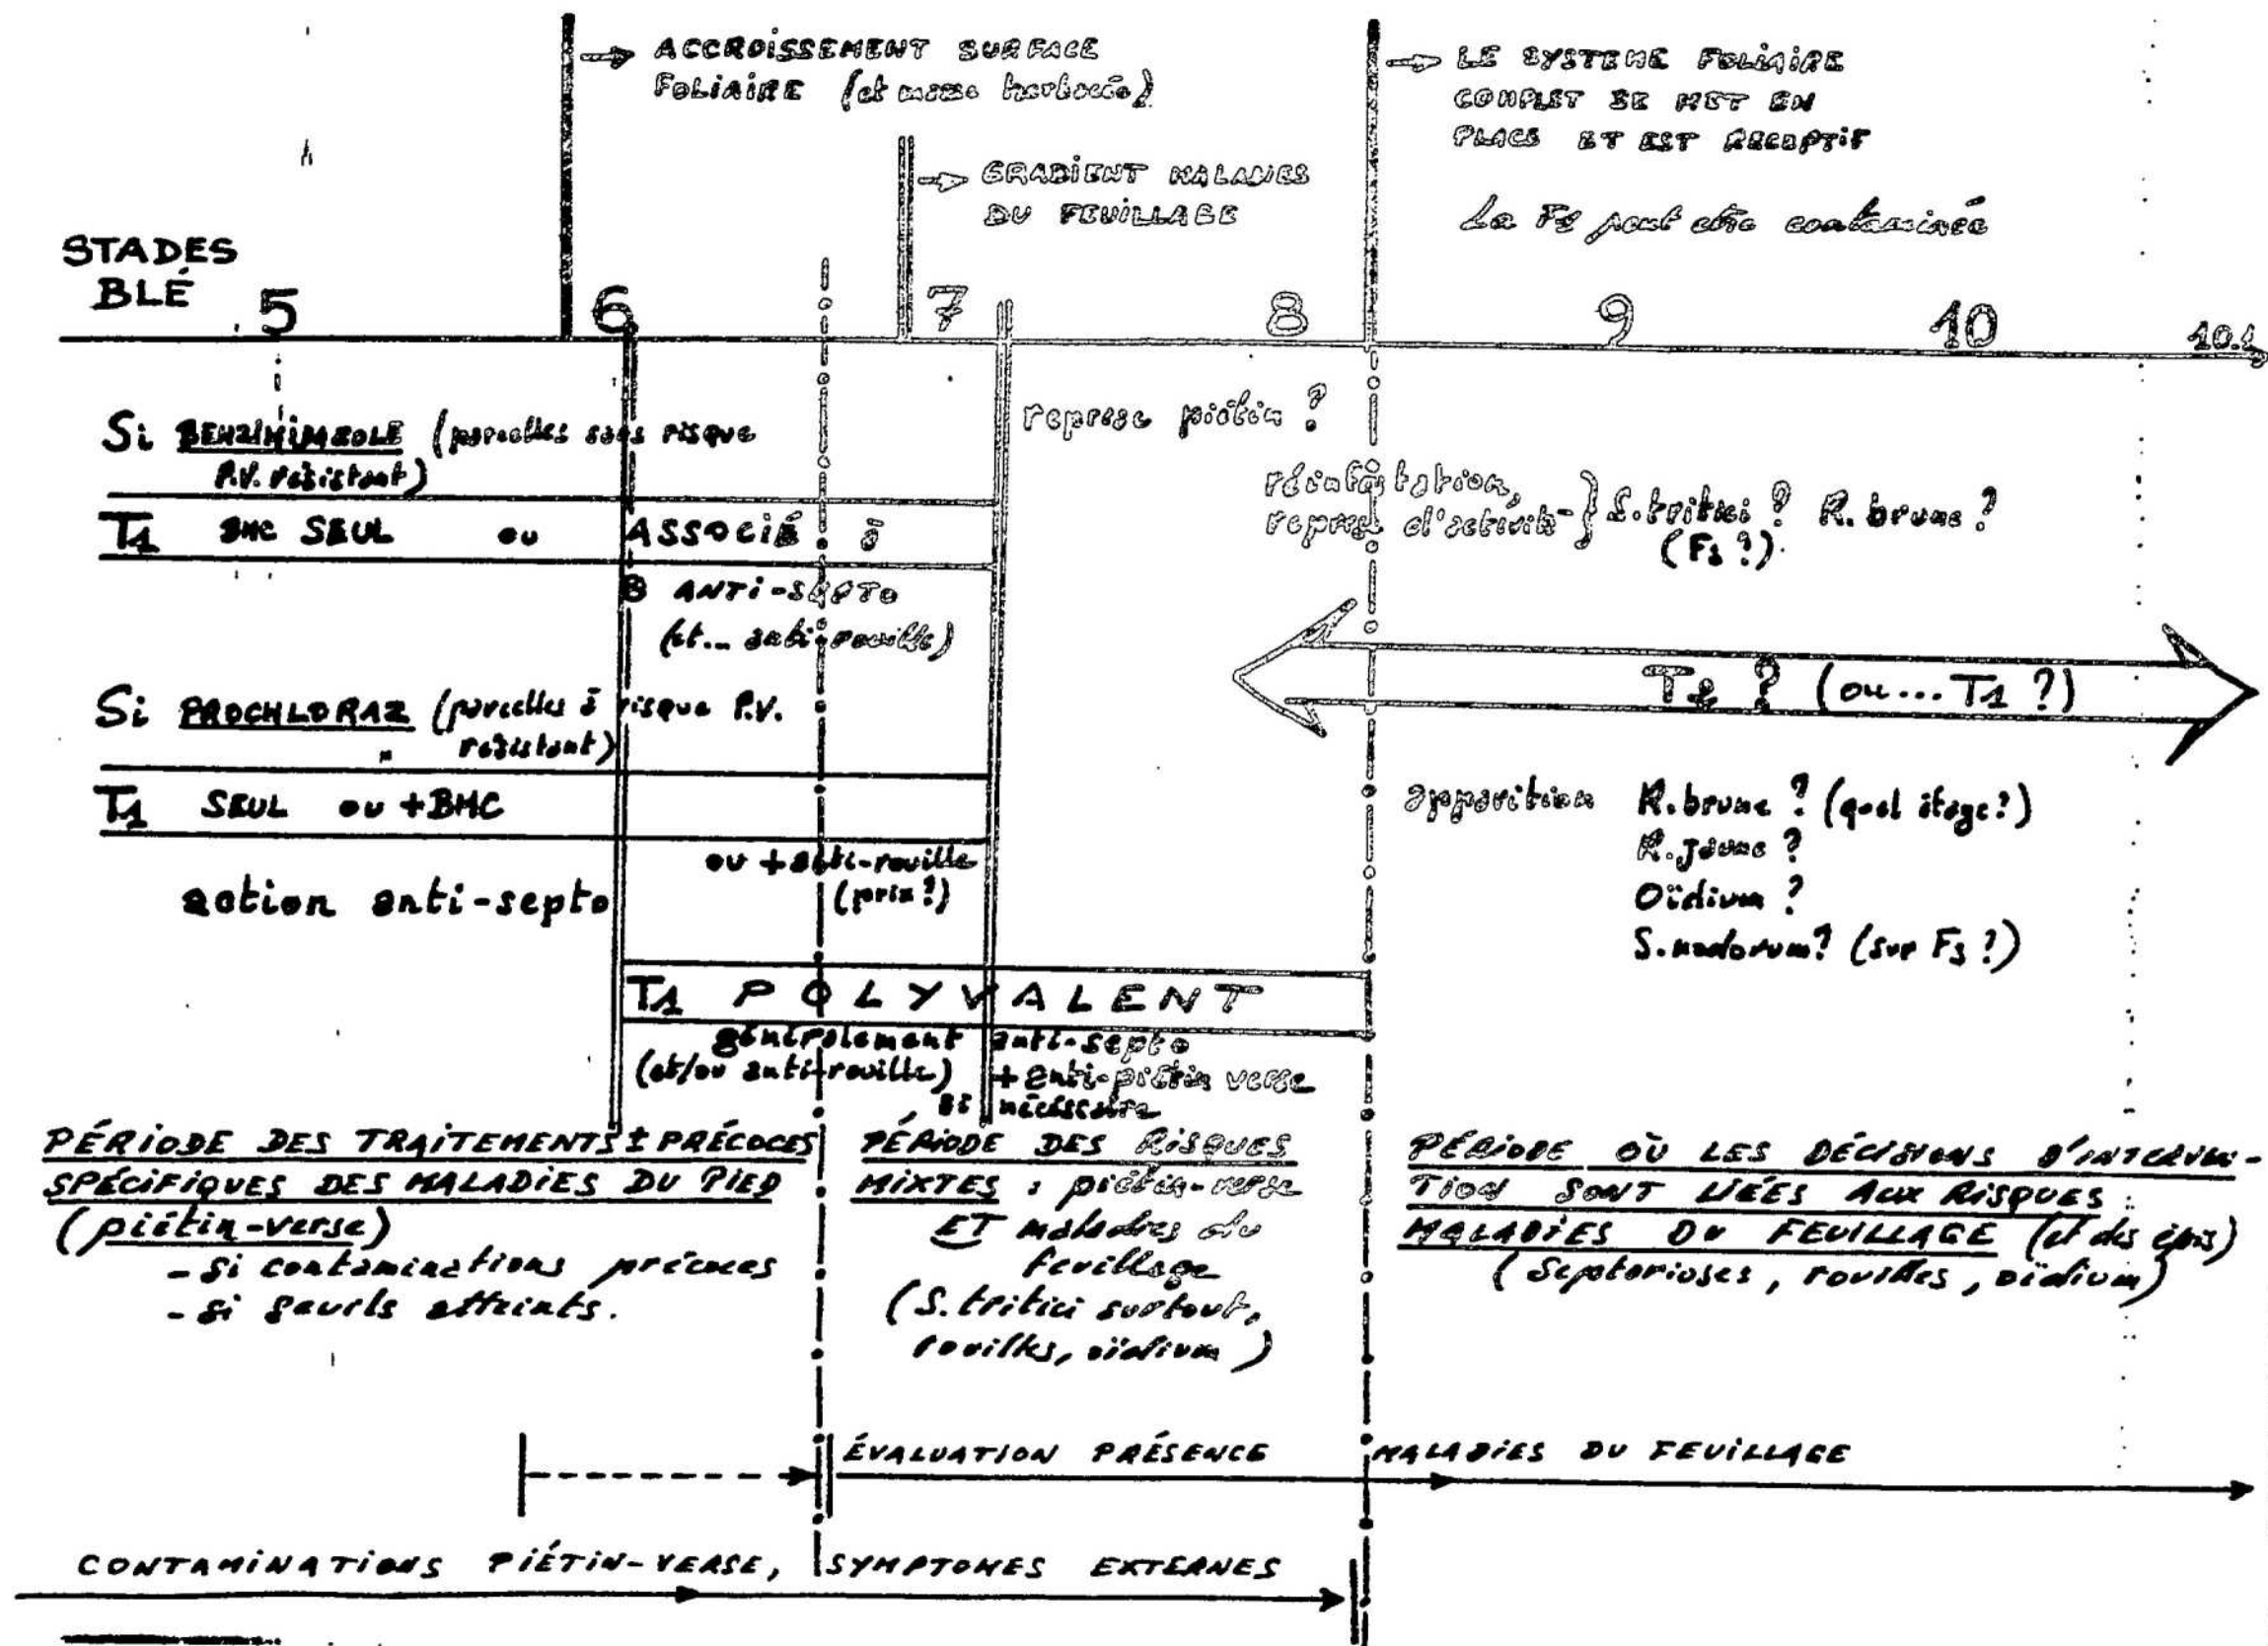 → ACCROISSEMENT SURFACE
FOLIAIRE (et masse herbacée)
→ LE SYSTEME FOLIAIRE
COMPLET SE MET EN
PLACE ET EST RECEPTIF
→ GRADIENT MALADIES
DU FEUILLAGE
La F3 peut être contaminée
STADES
BLÉ
5 6 7 8 9 10 10.
Si BENZIMIMZOLE (parcelles sans risque
P.V. résistant)
reprise piétin ?
réinfestation,
reprise d'activité } S. tritici ? R. brune ?
(F3 ?).
T1 BMC SEUL ou ASSOCIÉ à
ANTI-SEPTO
(et... anti-rouille)
T2 ? (ou... T1 ?)
Si PROCHLORAZ (parcelles à risque P.V.
résistant)
T1 SEUL ou + BMC
ou + anti-rouille
(prix ?)
action anti-septo
apparition R. brune ? (quel étage ?)
R. jaune ?
Oïdium ?
S. nodorum ? (sur F3 ?)
T1 POLYVALENT
généralement anti-septo
(et/ou anti-rouille) + anti-piétin verse
si nécessaire
PÉRIODE DES TRAITEMENTS ± PRÉCOCES
SPÉCIFIQUES DES MALADIES DU PIED
(piétin-verse)
- si contaminations précoces
- si seuils atteints.
PÉRIODE DES RISQUES
MIXTES : piétin-verse
ET maladies du
feuillage
(S. tritici surtout,
rouilles, oïdium)
PÉRIODE OÙ LES DÉCISIONS D'INTERVEN-
TION SONT LIÉES AUX RISQUES
MALADIES DU FEUILLAGE (et des épis)
(Septorioses, rouilles, oïdium)
ÉVALUATION PRÉSENCE MALADIES DU FEUILLAGE
CONTAMINATIONS PIÉTIN-VERSE, SYMPTOMES EXTERNES